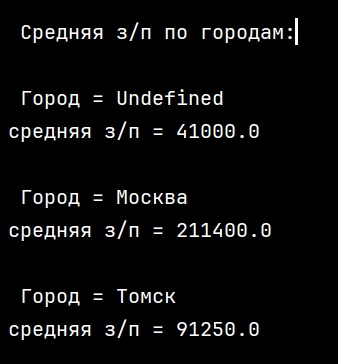 Средняя з/п по городам:
Город = Undefined
средняя з/п = 41000.0
Город = Москва
средняя з/п = 211400.0
Город = Томск
средняя з/п = 91250.0